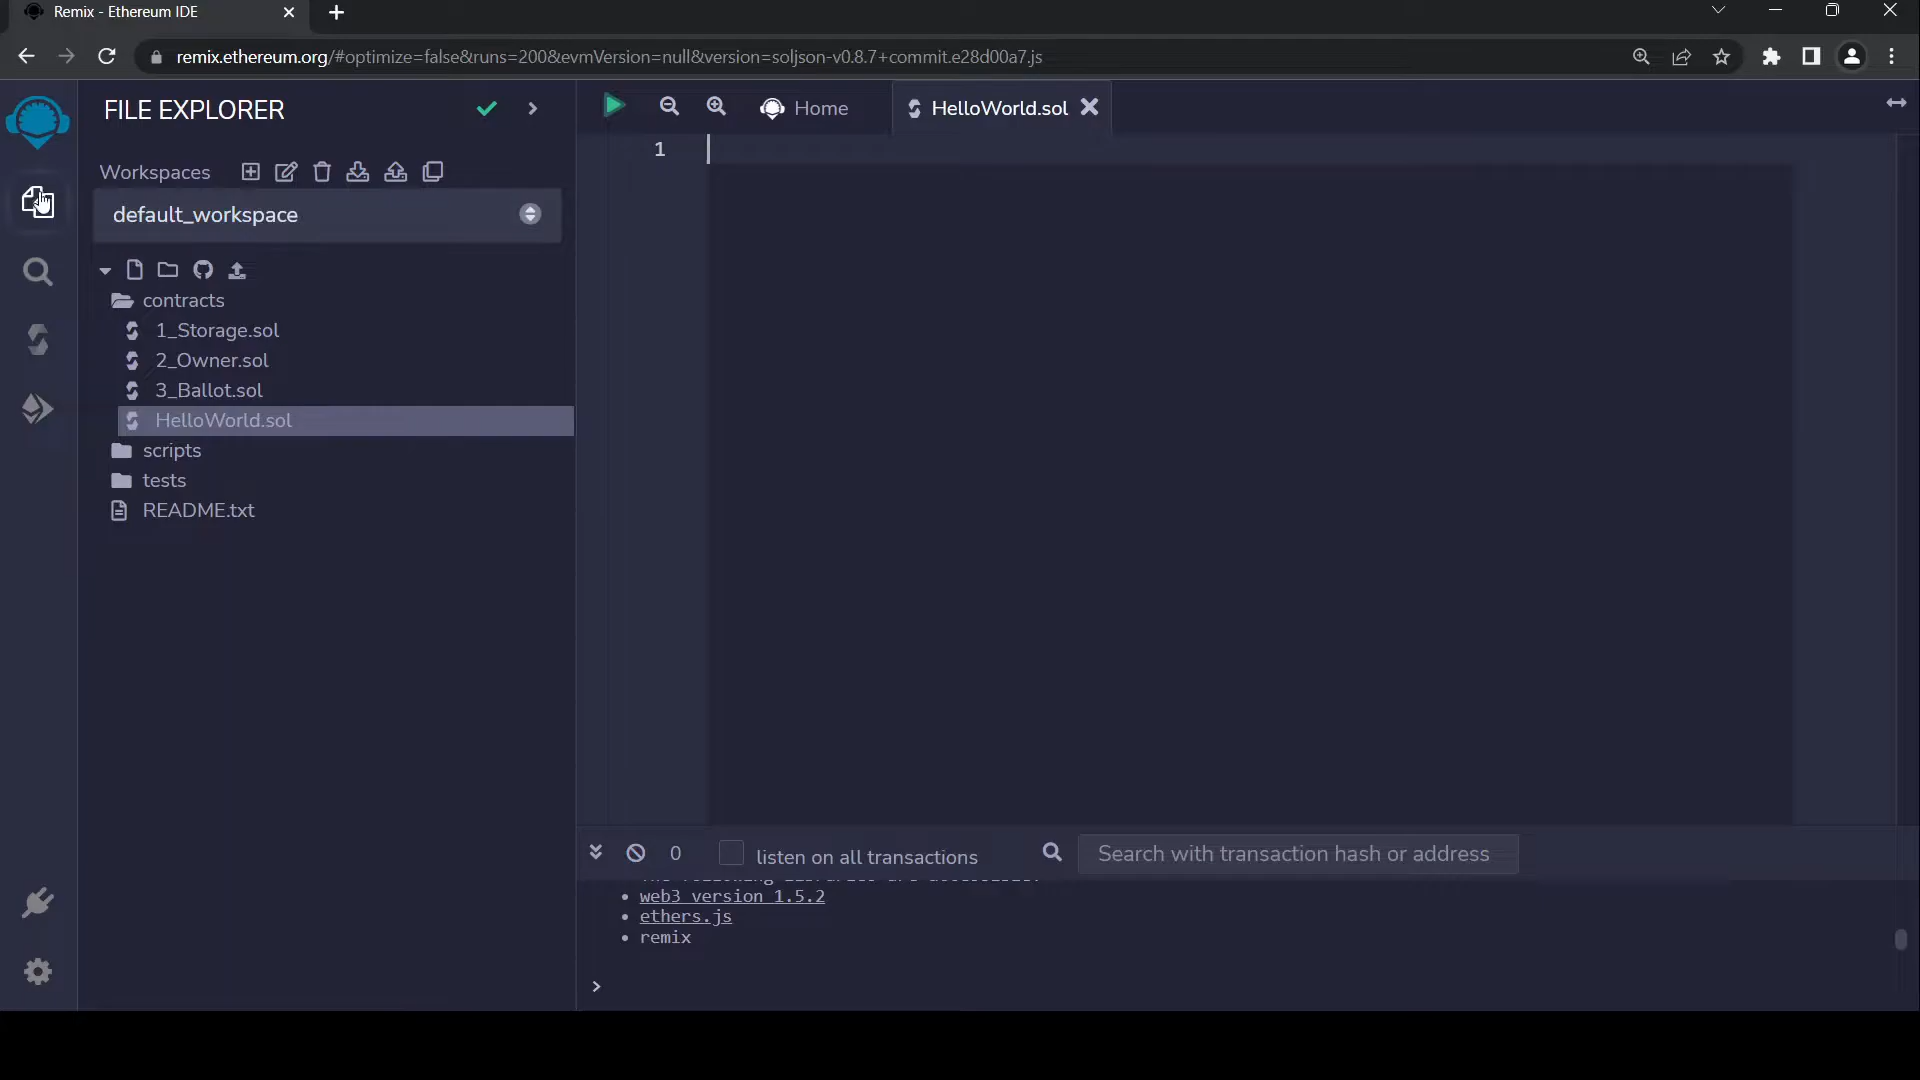 Remix - Ethereum IDE
remix.ethereum.org/#optimize=false&runs=200&evmVersion=null&version=soljson-v0.8.7+commit.e28d00a7.js
FILE EXPLORER
Home
HelloWorld.sol
Workspaces
1
default_workspace
contracts
1_Storage.sol
2_Owner.sol
3_Ballot.sol
HelloWorld.sol
scripts
tests
README.txt
0
listen on all transactions
Search with transaction hash or address
• web3 version 1.5.2
• ethers.js
• remix
>